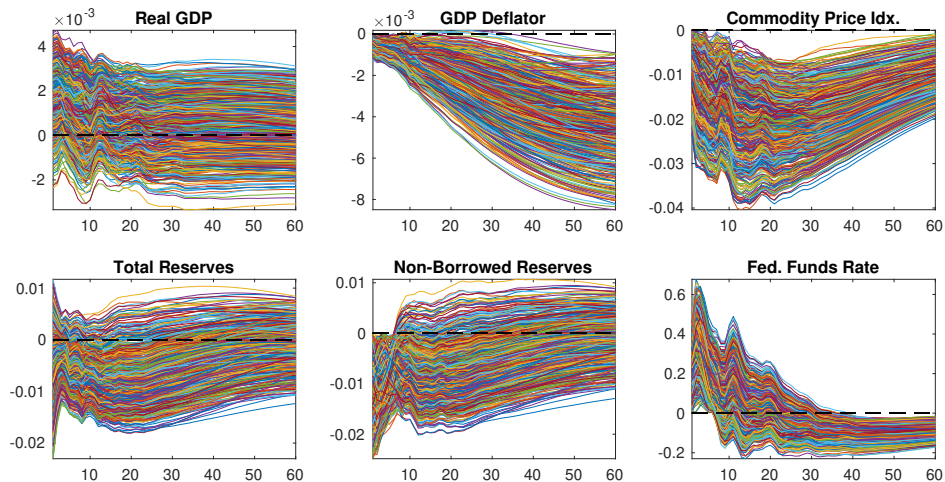 Real GDP
×10⁻³
4
2
0
-2
10 20 30 40 50 60
GDP Deflator
×10⁻³
0
-2
-4
-6
-8
10 20 30 40 50 60
Commodity Price Idx.
0
-0.01
-0.02
-0.03
-0.04
10 20 30 40 50 60
Total Reserves
0.01
0
-0.01
-0.02
10 20 30 40 50 60
Non-Borrowed Reserves
0.01
0
-0.01
-0.02
10 20 30 40 50 60
Fed. Funds Rate
0.6
0.4
0.2
0
-0.2
10 20 30 40 50 60